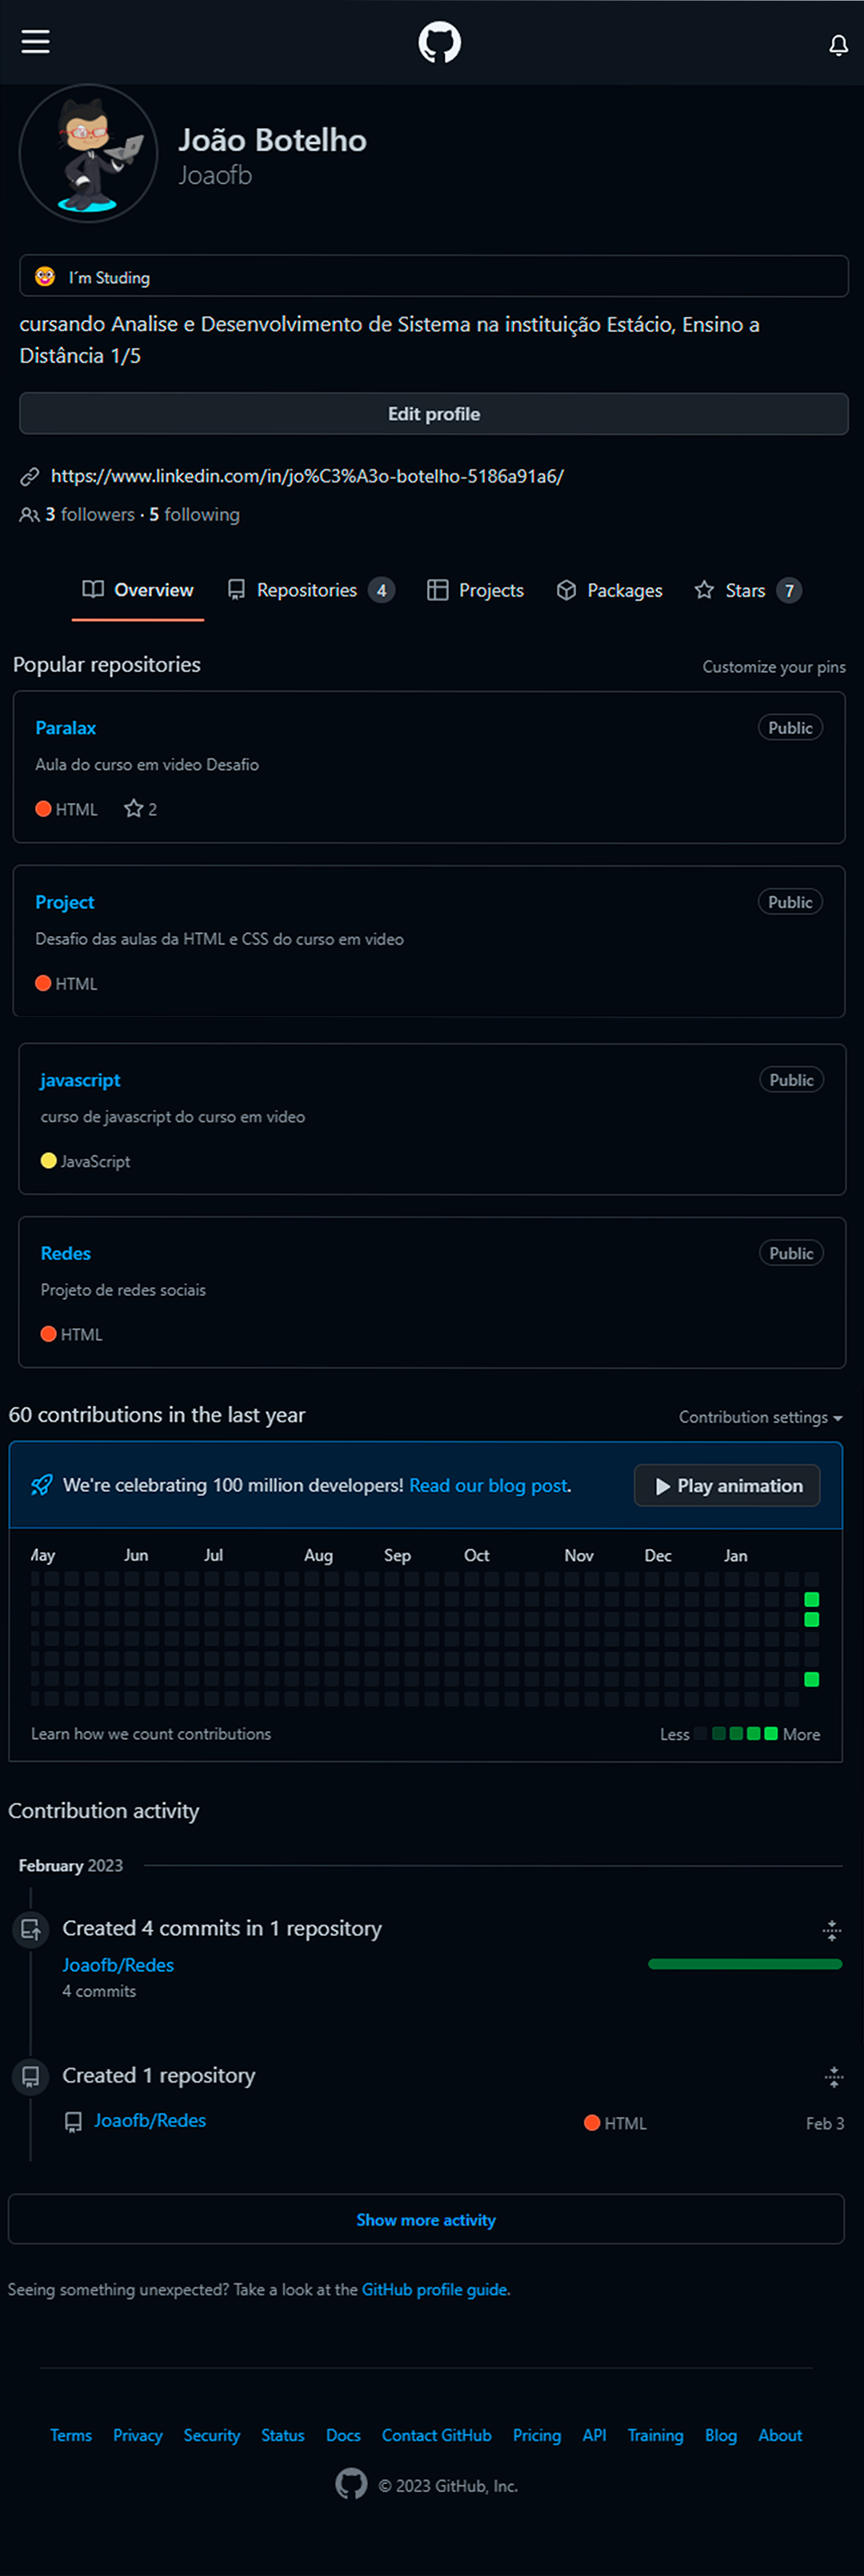 João Botelho
Joaofb
I´m Studing
cursando Analise e Desenvolvimento de Sistema na instituição Estácio, Ensino a
Distância 1/5
Edit profile
https://www.linkedin.com/in/jo%C3%A3o-botelho-5186a91a6/
3 followers · 5 following
Overview Repositories 4 Projects Packages Stars 7
Popular repositories Customize your pins
Paralax Public
Aula do curso em video Desafio
HTML 2
Project Public
Desafio das aulas da HTML e CSS do curso em video
HTML
javascript Public
curso de javascript do curso em video
JavaScript
Redes Public
Projeto de redes sociais
HTML
60 contributions in the last year Contribution settings
We're celebrating 100 million developers! Read our blog post. Play animation
May Jun Jul Aug Sep Oct Nov Dec Jan
Learn how we count contributions Less More
Contribution activity
February 2023
Created 4 commits in 1 repository
Joaofb/Redes
4 commits
Created 1 repository
Joaofb/Redes HTML Feb 3
Show more activity
Seeing something unexpected? Take a look at the GitHub profile guide.
Terms Privacy Security Status Docs Contact GitHub Pricing API Training Blog About
© 2023 GitHub, Inc.